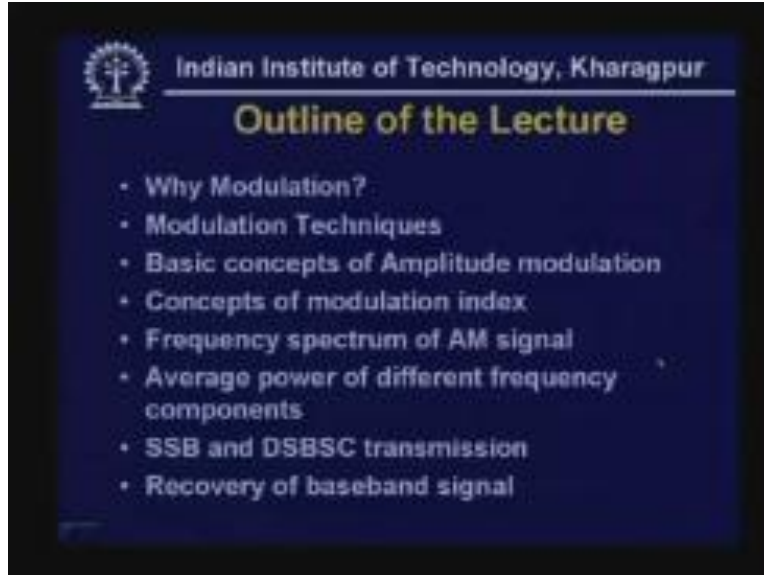 Indian Institute of Technology, Kharagpur
Outline of the Lecture
• Why Modulation?
• Modulation Techniques
• Basic concepts of Amplitude modulation
• Concepts of modulation index
• Frequency spectrum of AM signal
• Average power of different frequency
components
• SSB and DSBSC transmission
• Recovery of baseband signal